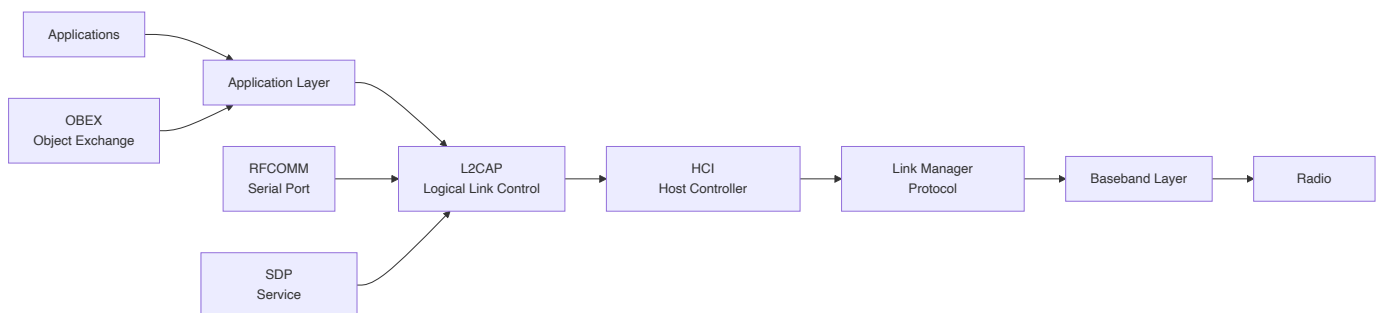 Applications
OBEX
Object Exchange
Application Layer
RFCOMM
Serial Port
SDP
Service
L2CAP
Logical Link Control
HCI
Host Controller
Link Manager
Protocol
Baseband Layer
Radio